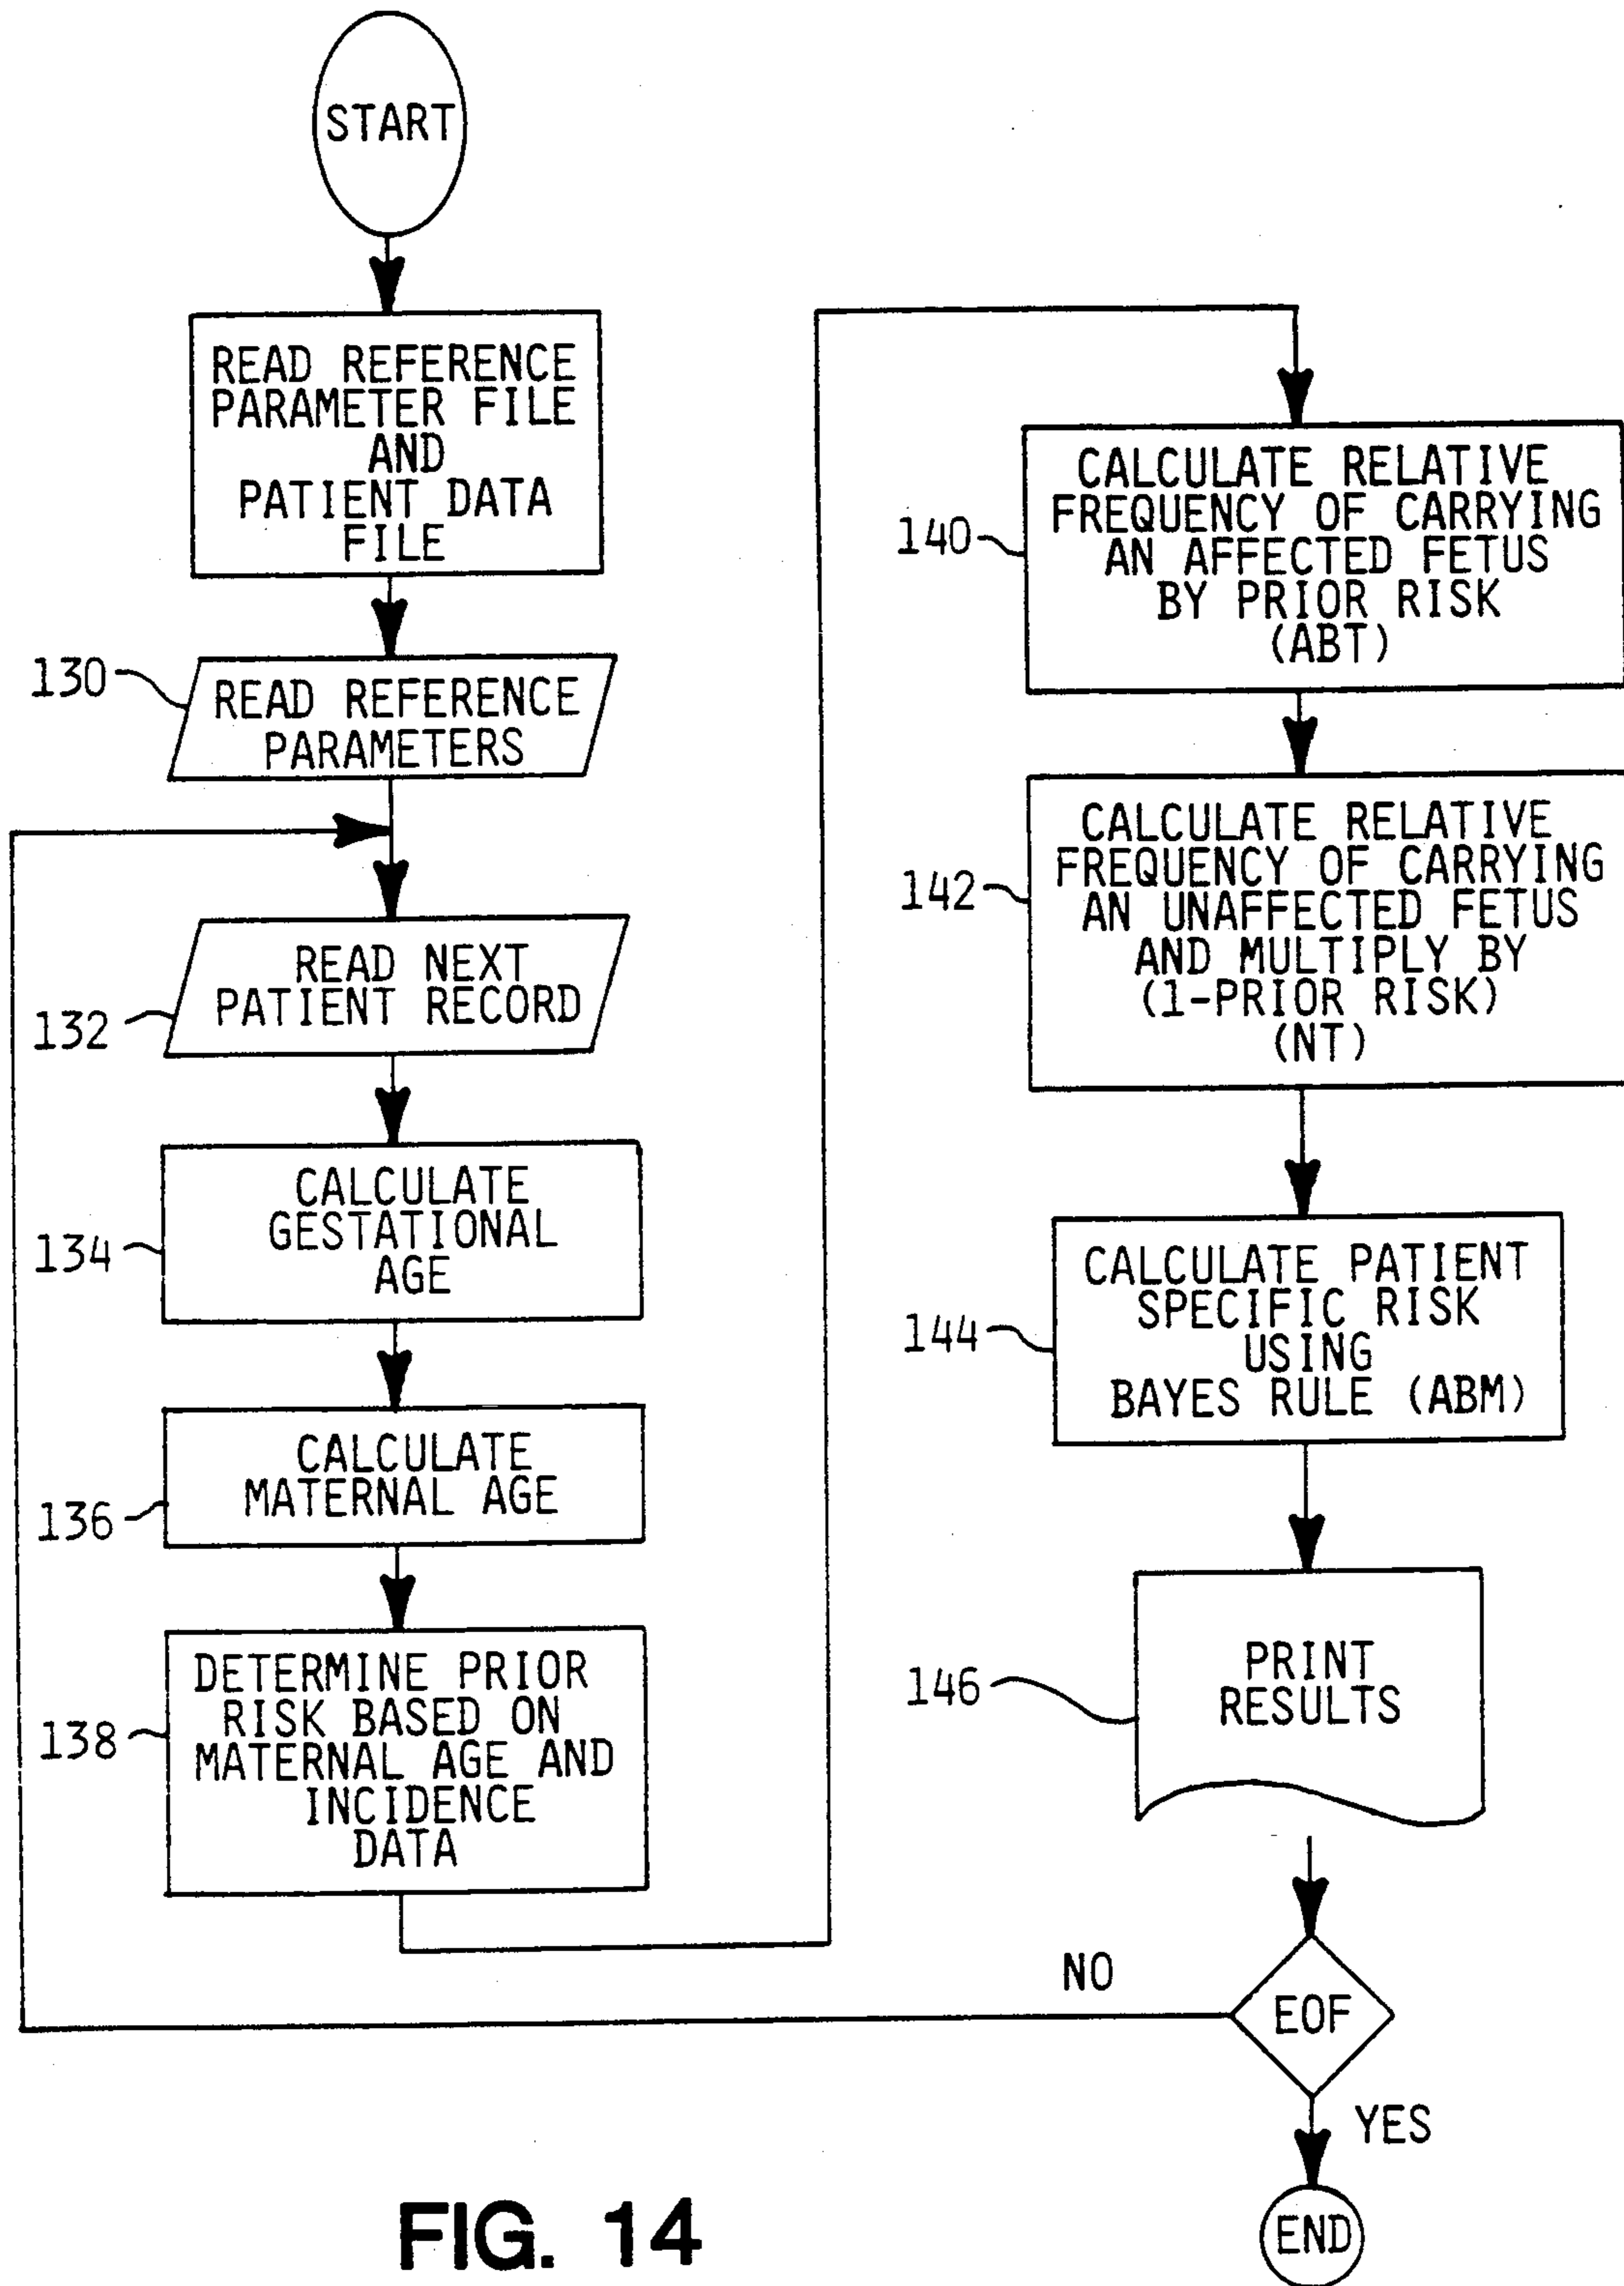 START
READ REFERENCE
PARAMETER FILE
AND
PATIENT DATA
FILE
130
READ REFERENCE
PARAMETERS
132
READ NEXT
PATIENT RECORD
134
CALCULATE
GESTATIONAL
AGE
136
CALCULATE
MATERNAL AGE
138
DETERMINE PRIOR
RISK BASED ON
MATERNAL AGE AND
INCIDENCE
DATA
140
CALCULATE RELATIVE
FREQUENCY OF CARRYING
AN AFFECTED FETUS
BY PRIOR RISK
(ABT)
142
CALCULATE RELATIVE
FREQUENCY OF CARRYING
AN UNAFFECTED FETUS
AND MULTIPLY BY
(1-PRIOR RISK)
(NT)
144
CALCULATE PATIENT
SPECIFIC RISK
USING
BAYES RULE (ABM)
146
PRINT
RESULTS
NO
EOF
YES
END
FIG. 14